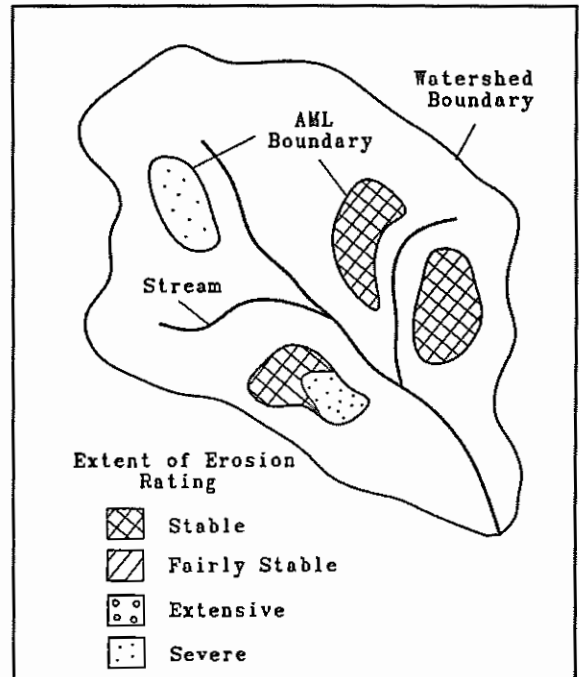 Watershed
Boundary
AML
Boundary
Stream
Extent of Erosion
Rating
Stable
Fairly Stable
Extensive
Severe